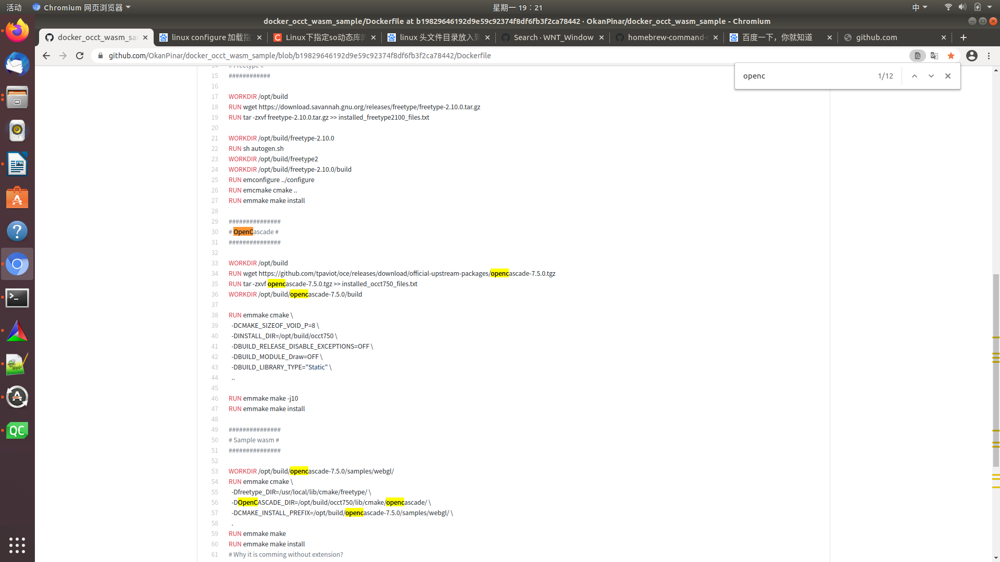 活动
Chromium 网页浏览器
星期一 19：21
中
docker_occt_wasm_sample/Dockerfile at b19829646192d9e59c92374f8df6fb3f2ca78442 · OkanPinar/docker_occt_wasm_sample - Chromium
docker_occt_wasm_sa
linux configure 加载指
Linux下指定so动态库的
linux 头文件目录放入到
Search · WNT_Window
homebrew-command-
百度一下，你就知道
github.com
github.com/OkanPinar/docker_occt_wasm_sample/blob/b19829646192d9e59c92374f8df6fb3f2ca78442/Dockerfile
openc 1/12
14 # Freetype #
15 ############
16
17 WORKDIR /opt/build
18 RUN wget https://download.savannah.gnu.org/releases/freetype/freetype-2.10.0.tar.gz
19 RUN tar -zxvf freetype-2.10.0.tar.gz >> installed_freetype2100_files.txt
20
21 WORKDIR /opt/build/freetype-2.10.0
22 RUN sh autogen.sh
23 WORKDIR /opt/build/freetype2
24 WORKDIR /opt/build/freetype-2.10.0/build
25 RUN emconfigure ../configure
26 RUN emcmake cmake ..
27 RUN emmake make install
28
29 ###############
30 # OpenCascade #
31 ###############
32
33 WORKDIR /opt/build
34 RUN wget https://github.com/tpaviot/oce/releases/download/official-upstream-packages/opencascade-7.5.0.tgz
35 RUN tar -zxvf opencascade-7.5.0.tgz >> installed_occt750_files.txt
36 WORKDIR /opt/build/opencascade-7.5.0/build
37
38 RUN emmake cmake \
39 -DCMAKE_SIZEOF_VOID_P=8 \
40 -DINSTALL_DIR=/opt/build/occt750 \
41 -DBUILD_RELEASE_DISABLE_EXCEPTIONS=OFF \
42 -DBUILD_MODULE_Draw=OFF \
43 -DBUILD_LIBRARY_TYPE="Static" \
44 ..
45
46 RUN emmake make -j10
47 RUN emmake make install
48
49 ###############
50 # Sample wasm #
51 ###############
52
53 WORKDIR /opt/build/opencascade-7.5.0/samples/webgl/
54 RUN emmake cmake \
55 -Dfreetype_DIR=/usr/local/lib/cmake/freetype/ \
56 -DOpenCASCADE_DIR=/opt/build/occt750/lib/cmake/opencascade/ \
57 -DCMAKE_INSTALL_PREFIX=/opt/build/opencascade-7.5.0/samples/webgl/ \
58 .
59 RUN emmake make
60 RUN emmake make install
61 # Why it is comming without extension?
QC